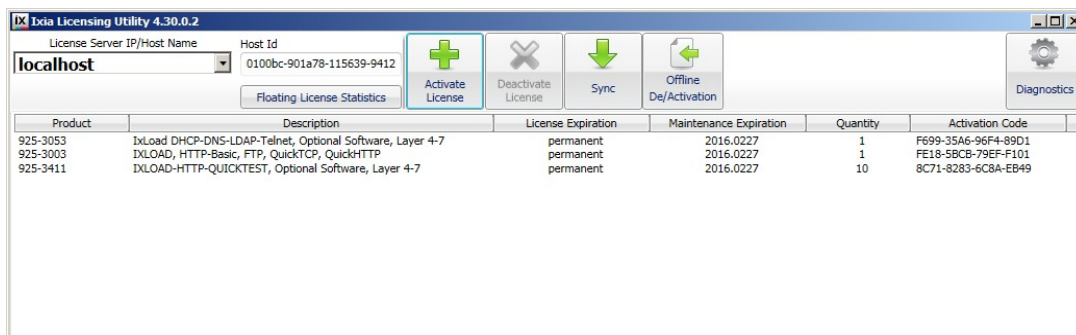 IX Ixia Licensing Utility 4.30.0.2
License Server IP/Host Name
localhost
Host Id
0100bc-901a78-115639-9412
Floating License Statistics
Activate License
Deactivate License
Sync
Offline De/Activation
Diagnostics
Product Description License Expiration Maintenance Expiration Quantity Activation Code
925-3053 IxLoad DHCP-DNS-LDAP-Telnet, Optional Software, Layer 4-7 permanent 2016.0227 1 F699-35A6-96F4-89D1
925-3003 IXLOAD, HTTP-Basic, FTP, QuickTCP, QuickHTTP permanent 2016.0227 1 FE18-5BCB-79EF-F101
925-3411 IXLOAD-HTTP-QUICKTEST, Optional Software, Layer 4-7 permanent 2016.0227 10 8C71-8283-6C8A-EB49